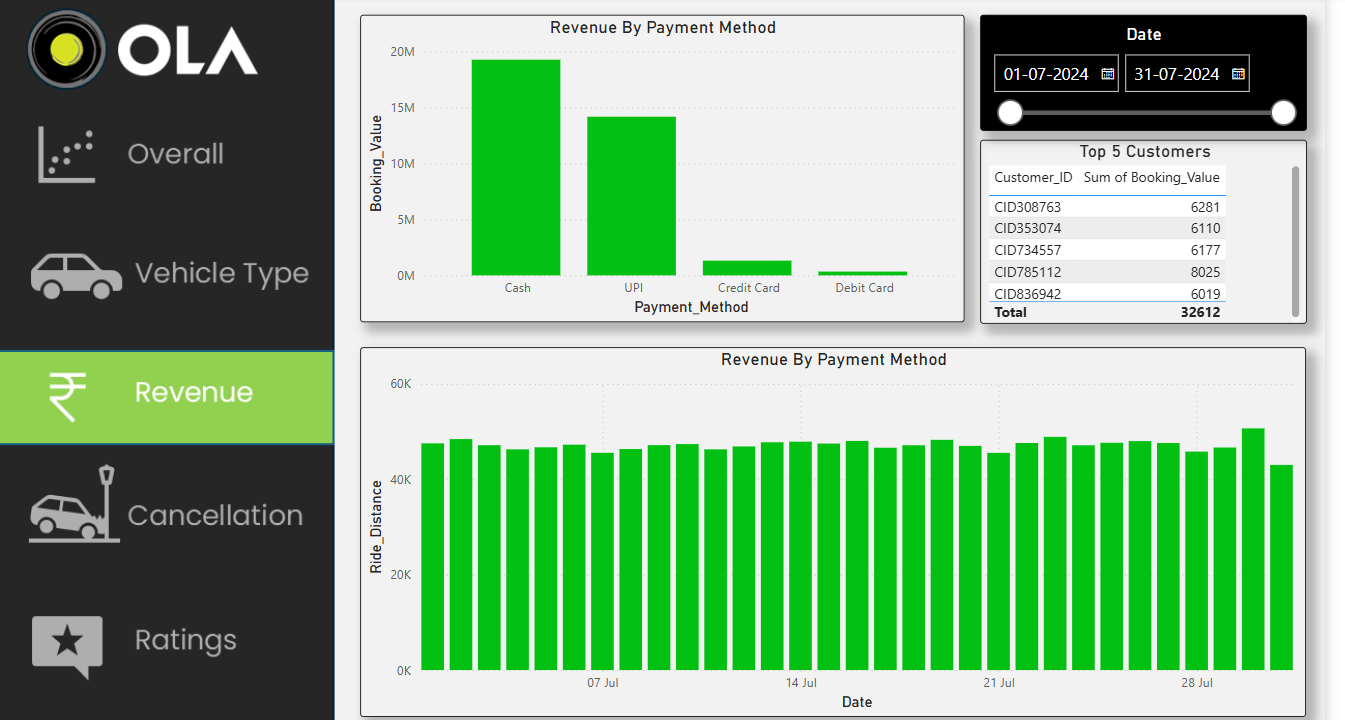 OLA
Overall
Vehicle Type
Revenue
Cancellation
Ratings
Revenue By Payment Method
Booking_Value
20M
15M
10M
5M
0M
Cash UPI Credit Card Debit Card
Payment_Method
Date
01-07-2024 31-07-2024
Top 5 Customers
Customer_ID Sum of Booking_Value
CID308763 6281
CID353074 6110
CID734557 6177
CID785112 8025
CID836942 6019
Total 32612
Revenue By Payment Method
Ride_Distance
60K
40K
20K
0K
07 Jul 14 Jul 21 Jul 28 Jul
Date